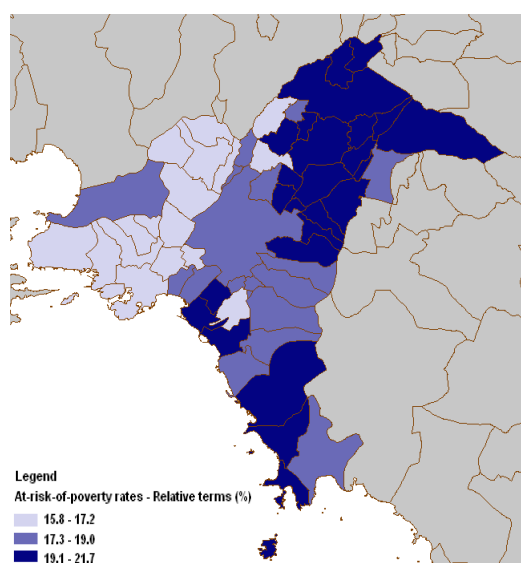 Legend
At-risk-of-poverty rates - Relative terms (%)
15.8 - 17.2
17.3 - 19.0
19.1 - 21.7